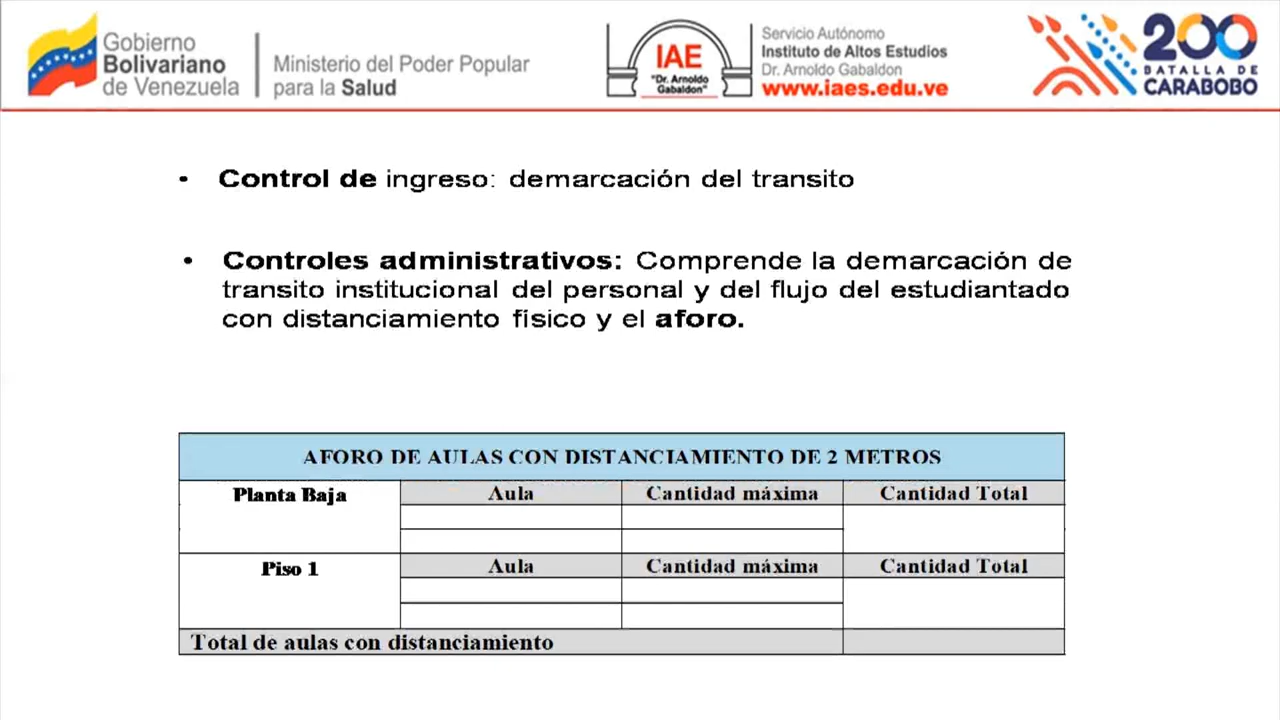 Gobierno
Bolivariano
de Venezuela
Ministerio del Poder Popular
para la Salud
IAE
"Dr. Arnoldo
Gabaldon"
Servicio Autónomo
Instituto de Altos Estudios
Dr. Arnoldo Gabaldon
www.iaes.edu.ve
200
BATALLA DE
CARABOBO
• Control de ingreso: demarcación del transito
• Controles administrativos: Comprende la demarcación de
transito institucional del personal y del flujo del estudiantado
con distanciamiento físico y el aforo.
AFORO DE AULAS CON DISTANCIAMIENTO DE 2 METROS
Planta Baja Aula Cantidad máxima Cantidad Total
Piso 1 Aula Cantidad máxima Cantidad Total
Total de aulas con distanciamiento